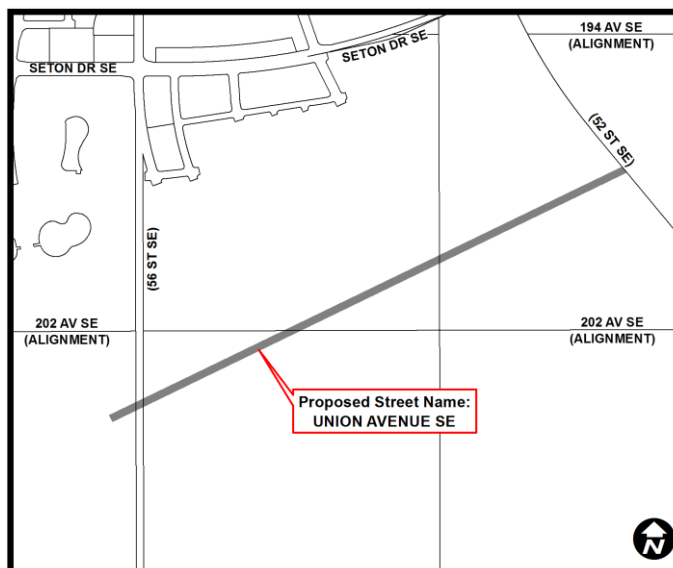 194 AV SE
(ALIGNMENT)
SETON DR SE
SETON DR SE
(52 ST SE)
(56 ST SE)
202 AV SE
(ALIGNMENT)
202 AV SE
(ALIGNMENT)
Proposed Street Name:
UNION AVENUE SE
N